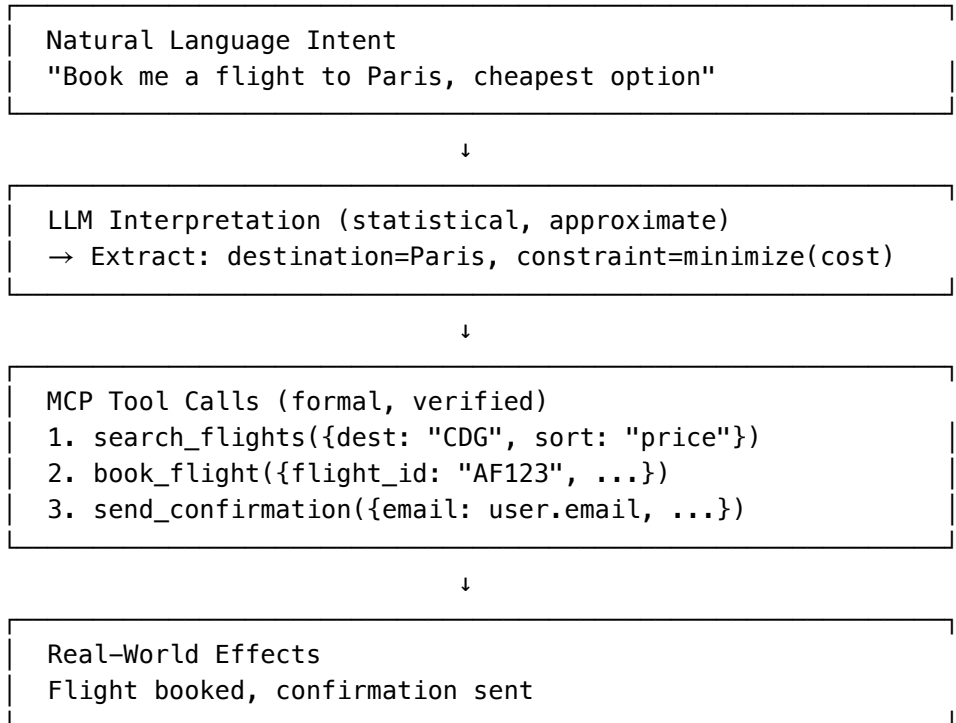 Natural Language Intent
"Book me a flight to Paris, cheapest option"
↓
LLM Interpretation (statistical, approximate)
→ Extract: destination=Paris, constraint=minimize(cost)
↓
MCP Tool Calls (formal, verified)
1. search_flights({dest: "CDG", sort: "price"})
2. book_flight({flight_id: "AF123", ...})
3. send_confirmation({email: user.email, ...})
↓
Real-World Effects
Flight booked, confirmation sent